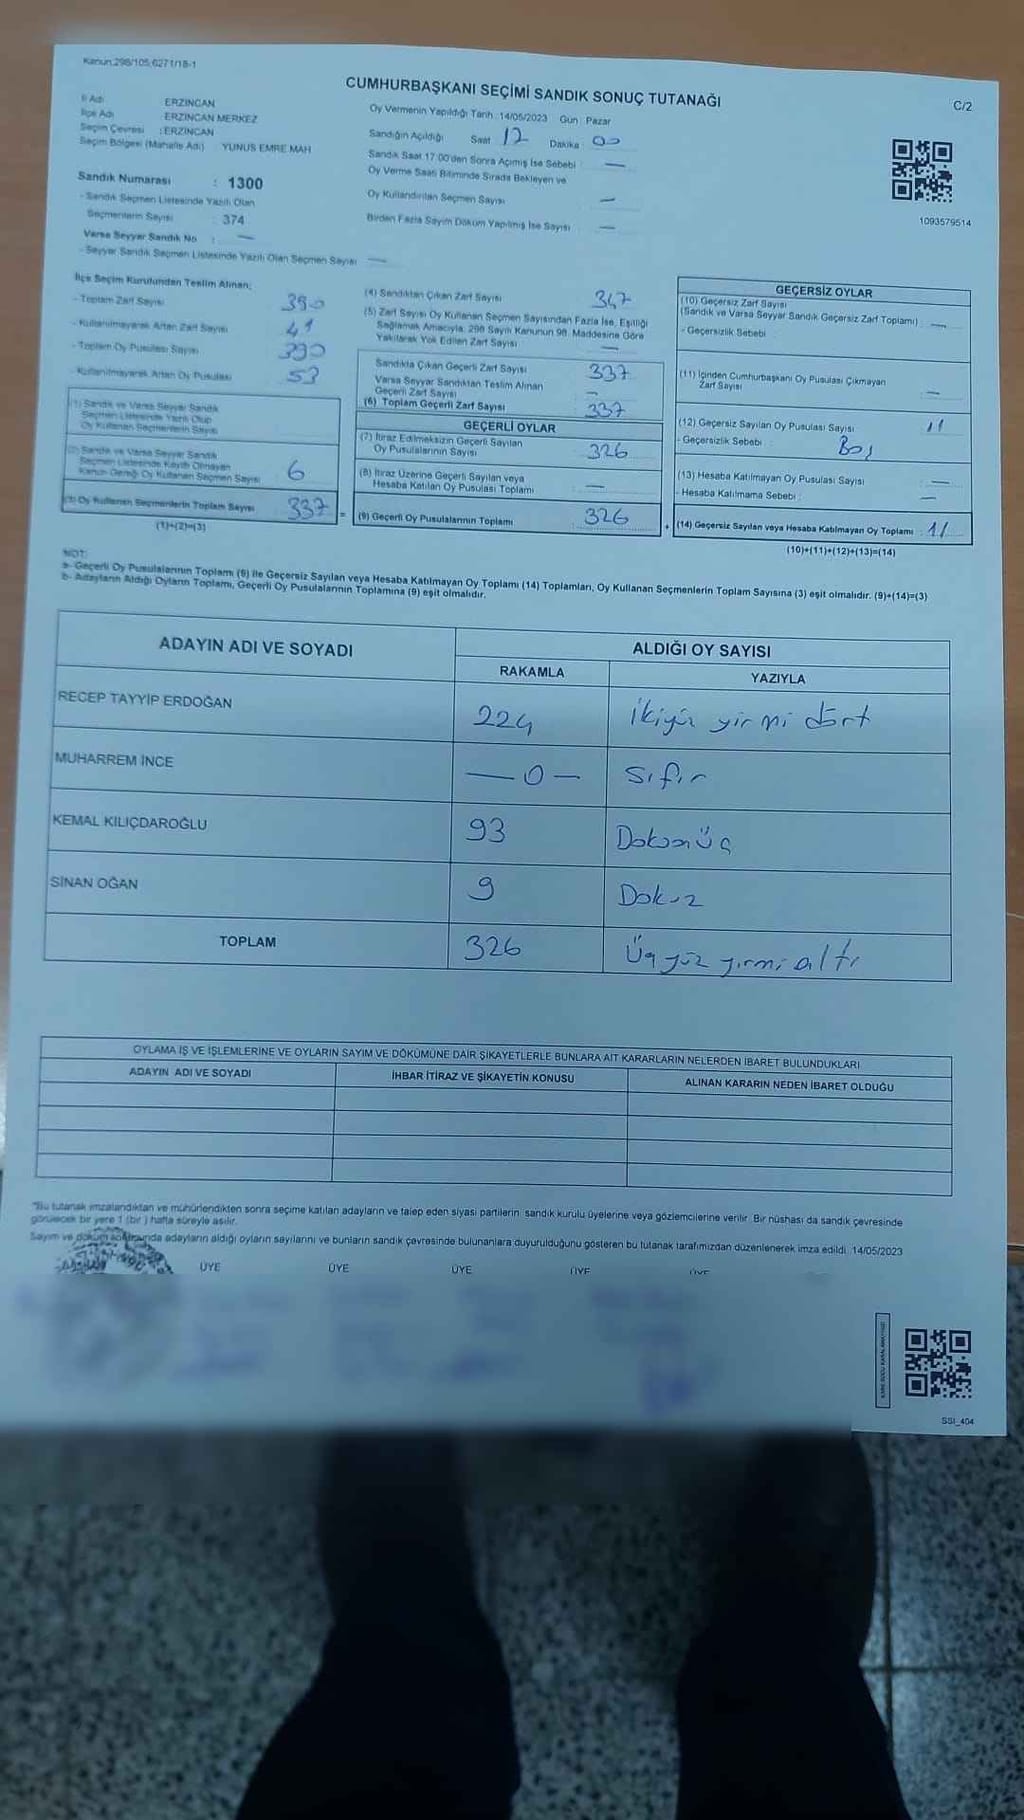 Kanun:298/105,6271/18-1
CUMHURBAŞKANI SEÇİMİ SANDIK SONUÇ TUTANAĞI
C/2
İl Adı : ERZİNCAN
İlçe Adı : ERZİNCAN MERKEZ
Seçim Çevresi : ERZİNCAN
Seçim Bölgesi (Mahalle Adı) YUNUS EMRE MAH
Sandık Numarası : 1300
- Sandık Seçmen Listesinde Yazılı Olan
Seçmenlerin Sayısı : 374
Varsa Seyyar Sandık No : —
- Seyyar Sandık Seçmen Listesinde Yazılı Olan Seçmen Sayısı —
Oy Vermenin Yapıldığı Tarih : 14/05/2023 Gün : Pazar
Sandığın Açıldığı Saat 17 Dakika : 00
Sandık Saat 17:00'den Sonra Açımış İse Sebebi : —
Oy Verme Saati Bitiminde Sırada Bekleyen ve
Oy Kullandırılan Seçmen Sayısı : —
Birden Fazla Sayım Döküm Yapılmış İse Sayısı : —
1093579514
İlçe Seçim Kurulundan Teslim Alınan;
- Toplam Zarf Sayısı 390
- Kullanılmayarak Artan Zarf Sayısı 41
- Toplam Oy Pusulası Sayısı 390
- Kullanılmayarak Artan Oy Pusulası 53
(1) Sandık ve Varsa Seyyar Sandık
Seçmen Listesinde Yazılı Olup
Oy Kullanan Seçmenlerin Sayısı
(2) Sandık ve Varsa Seyyar Sandık
Seçmen Listesinde Kayıtlı Olmayan
Kanun Gereği Oy Kullanan Seçmen Sayısı 6
(3) Oy Kullanan Seçmenlerin Toplam Sayısı 337
(1)+(2)=(3)
(4) Sandıktan Çıkan Zarf Sayısı 347
(5) Zarf Sayısı Oy Kullanan Seçmen Sayısından Fazla İse, Eşitliği
Sağlamak Amacıyla, 298 Sayılı Kanunun 98. Maddesine Göre
Yakılarak Yok Edilen Zarf Sayısı —
Sandıkta Çıkan Geçerli Zarf Sayısı 337
Varsa Seyyar Sandıktan Teslim Alınan
Geçerli Zarf Sayısı —
(6) Toplam Geçerli Zarf Sayısı 337
GEÇERLİ OYLAR
(7) İtiraz Edilmeksizin Geçerli Sayılan
Oy Pusulalarının Sayısı 326
(8) İtiraz Üzerine Geçerli Sayılan veya
Hesaba Katılan Oy Pusulası Toplamı —
= (9) Geçerli Oy Pusulalarının Toplamı 326
GEÇERSİZ OYLAR
(10) Geçersiz Zarf Sayısı
(Sandık ve Varsa Seyyar Sandık Geçersiz Zarf Toplamı) : —
- Geçersizlik Sebebi :
(11) İçinden Cumhurbaşkanı Oy Pusulası Çıkmayan
Zarf Sayısı —
(12) Geçersiz Sayılan Oy Pusulası Sayısı 11
- Geçersizlik Sebebi : Boş
(13) Hesaba Katılmayan Oy Pusulası Sayısı —
- Hesaba Katılmama Sebebi : —
+ (14) Geçersiz Sayılan veya Hesaba Katılmayan Oy Toplamı : 11
(10)+(11)+(12)+(13)=(14)
NOT:
a- Geçerli Oy Pusulalarının Toplamı (9) ile Geçersiz Sayılan veya Hesaba Katılmayan Oy Toplamı (14) Toplamları, Oy Kullanan Seçmenlerin Toplam Sayısına (3) eşit olmalıdır. (9)+(14)=(3)
b- Adayların Aldığı Oyların Toplamı, Geçerli Oy Pusulalarının Toplamına (9) eşit olmalıdır.
ADAYIN ADI VE SOYADI ALDIĞI OY SAYISI
RAKAMLA YAZIYLA
RECEP TAYYİP ERDOĞAN 224 İkiyüz yirmi dört
MUHARREM İNCE — 0 — Sıfır
KEMAL KILIÇDAROĞLU 93 Doksanüç
SİNAN OĞAN 9 Dokuz
TOPLAM 326 Üçyüz yirmi altı
OYLAMA İŞ VE İŞLEMLERİNE VE OYLARIN SAYIM VE DÖKÜMÜNE DAİR ŞİKAYETLERLE BUNLARA AİT KARARLARIN NELERDEN İBARET BULUNDUKLARI
ADAYIN ADI VE SOYADI İHBAR İTİRAZ VE ŞİKAYETİN KONUSU ALINAN KARARIN NEDEN İBARET OLDUĞU
*Bu tutanak imzalandıktan ve mühürlendikten sonra seçime katılan adayların ve talep eden siyasi partilerin, sandık kurulu üyelerine veya gözlemcilerine verilir. Bir nüshası da sandık çevresinde
görülecek bir yere 1 (bir ) hafta süreyle asılır.
Sayım ve döküm sonunda adayların aldığı oyların sayılarını ve bunların sandık çevresinde bulunanlara duyurulduğunu gösteren bu tutanak tarafımızdan düzenlenerek imza edildi. 14/05/2023
ÜYE ÜYE ÜYE ÜYE ÜYE
SSI_404